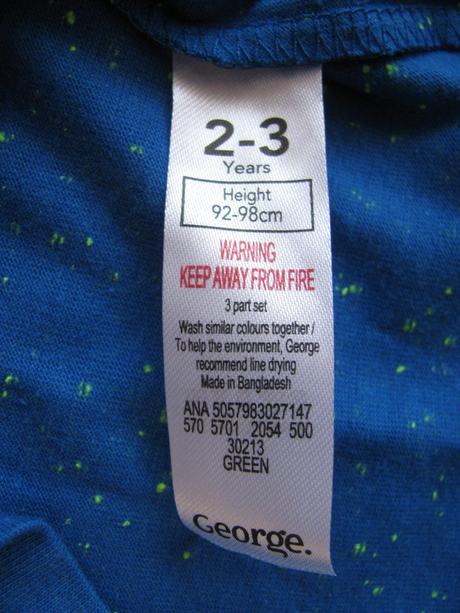 2-3
Years
Height
92-98cm
WARNING
KEEP AWAY FROM FIRE
3 part set
Wash similar colours together /
To help the environment, George
recommend line drying
Made in Bangladesh
ANA 5057983027147
570 5701 2054 500
30213
GREEN
George.